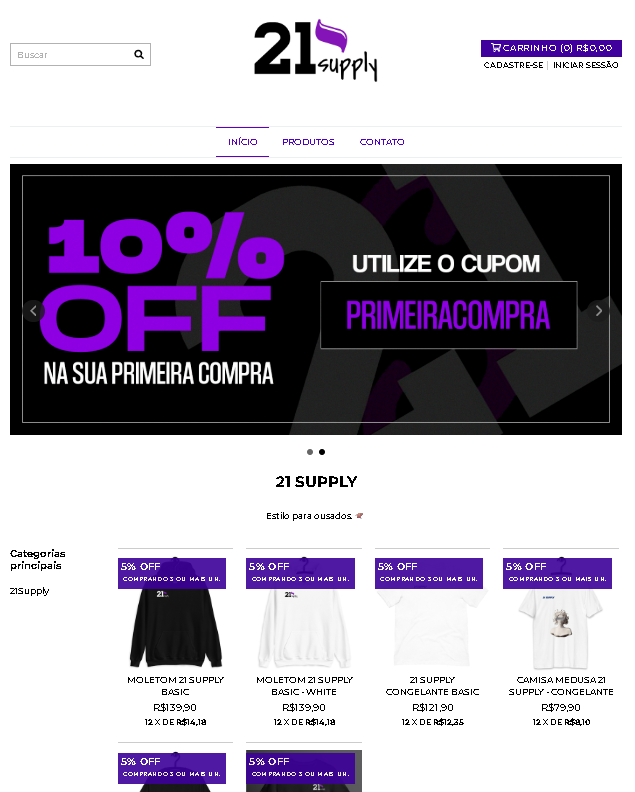 Buscar
21 supply
CARRINHO (0) R$0,00
CADASTRE-SE | INICIAR SESSÃO
INÍCIO PRODUTOS CONTATO
10%
OFF
NA SUA PRIMEIRA COMPRA
UTILIZE O CUPOM
PRIMEIRACOMPRA
21 SUPPLY
Estilo para ousados.
Categorias
principais
21Supply
5% OFF
COMPRANDO 3 OU MAIS UN.
21
MOLETOM 21 SUPPLY
BASIC
R$139,90
12 X DE R$14,18
5% OFF
COMPRANDO 3 OU MAIS UN.
21
MOLETOM 21 SUPPLY
BASIC - WHITE
R$139,90
12 X DE R$14,18
5% OFF
COMPRANDO 3 OU MAIS UN.
21 SUPPLY
CONGELANTE BASIC
R$121,90
12 X DE R$12,35
5% OFF
COMPRANDO 3 OU MAIS UN.
CAMISA MEDUSA 21
SUPPLY - CONGELANTE
R$79,90
12 X DE R$8,10
5% OFF
COMPRANDO 3 OU MAIS UN.
5% OFF
COMPRANDO 3 OU MAIS UN.
21